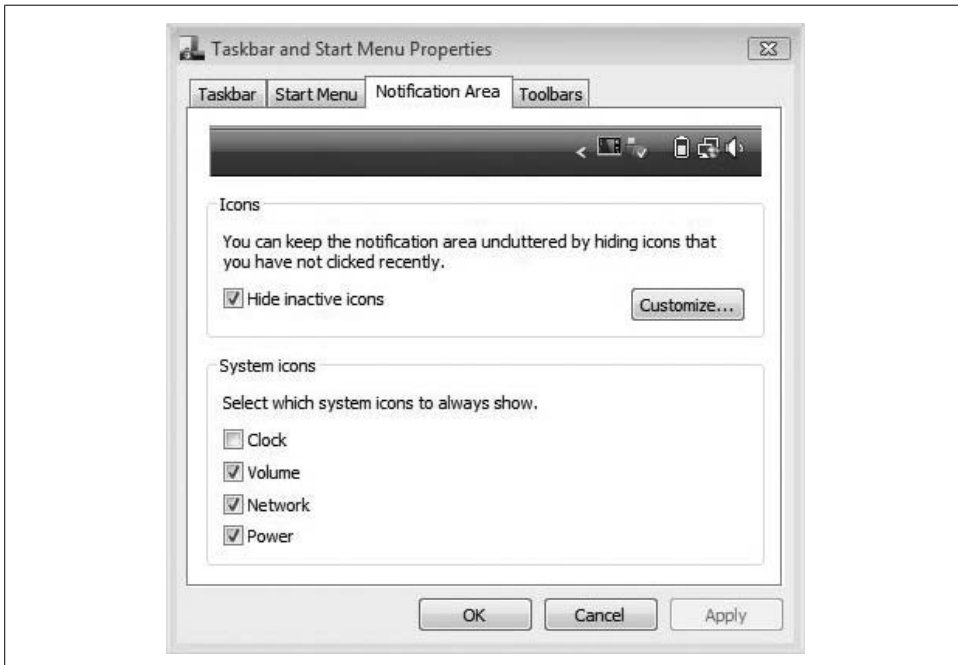 Taskbar and Start Menu Properties
Taskbar
Start Menu
Notification Area
Toolbars
Icons
You can keep the notification area uncluttered by hiding icons that
you have not clicked recently.
Hide inactive icons
Customize...
System icons
Select which system icons to always show.
Clock
Volume
Network
Power
OK
Cancel
Apply